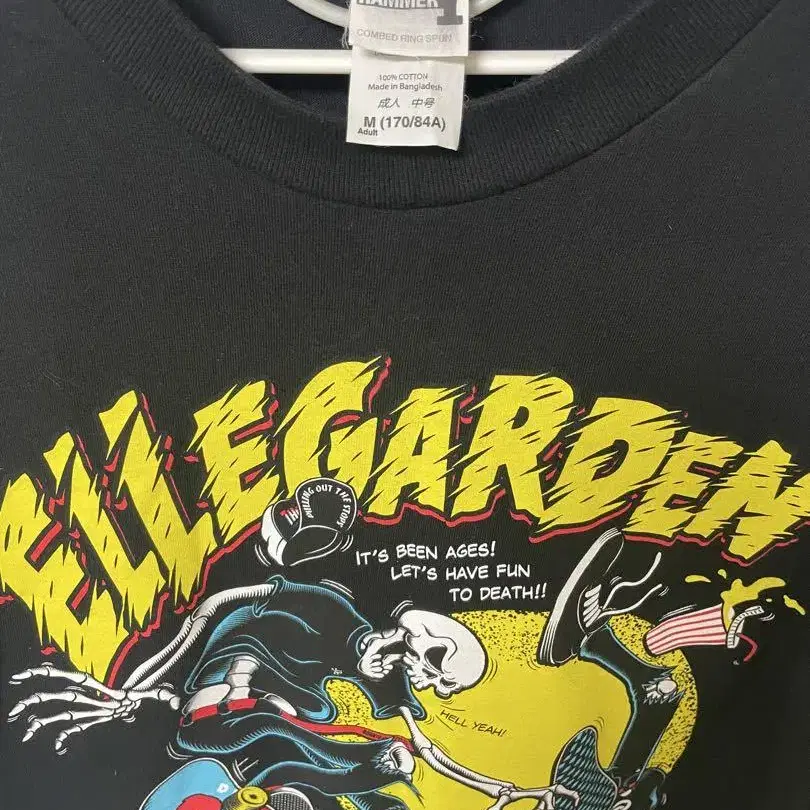 HAMMER
COMBED RING SPUN
100% COTTON
Made in Bangladesh
成人 中号
M (170/84A)
Adult
ELLEGARDEN
PULLING OUT THE STOPS
IT'S BEEN AGES!
LET'S HAVE FUN
TO DEATH!!
HELL YEAH!